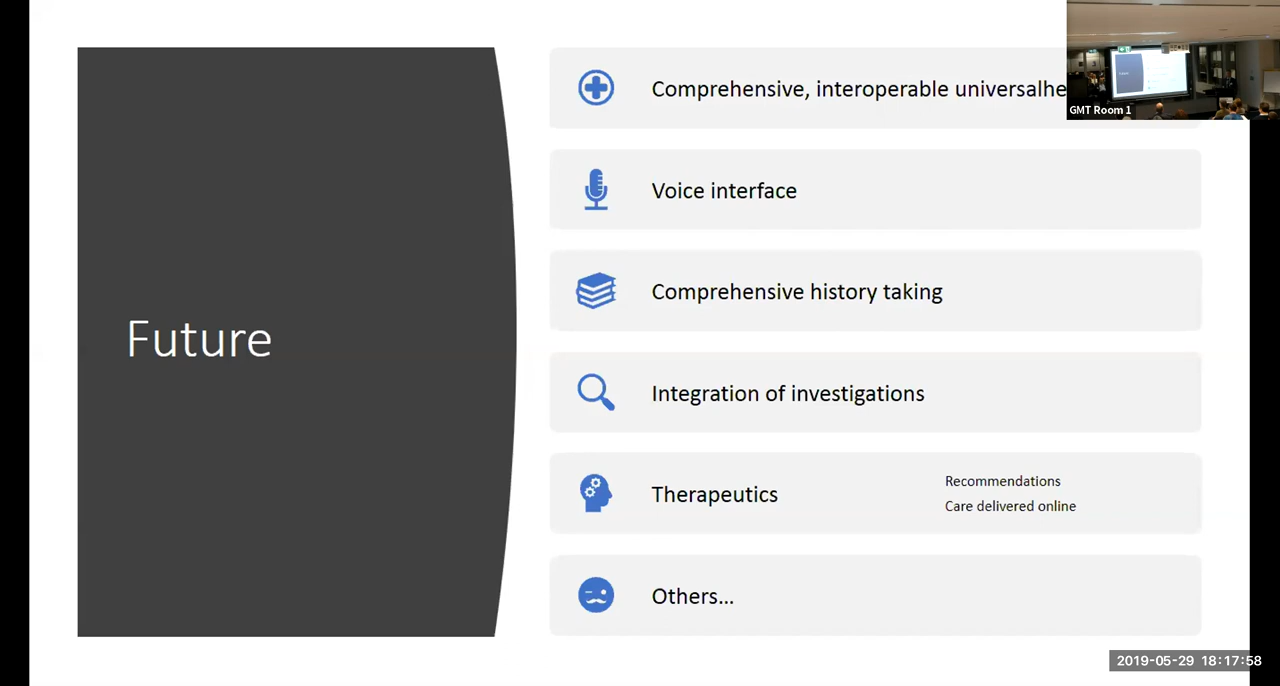 Future
Comprehensive, interoperable
GMT Room 1
Voice interface
Comprehensive history taking
Integration of investigations
Therapeutics
Recommendations
Care delivered online
Others...
2019-05-29 18:17:58